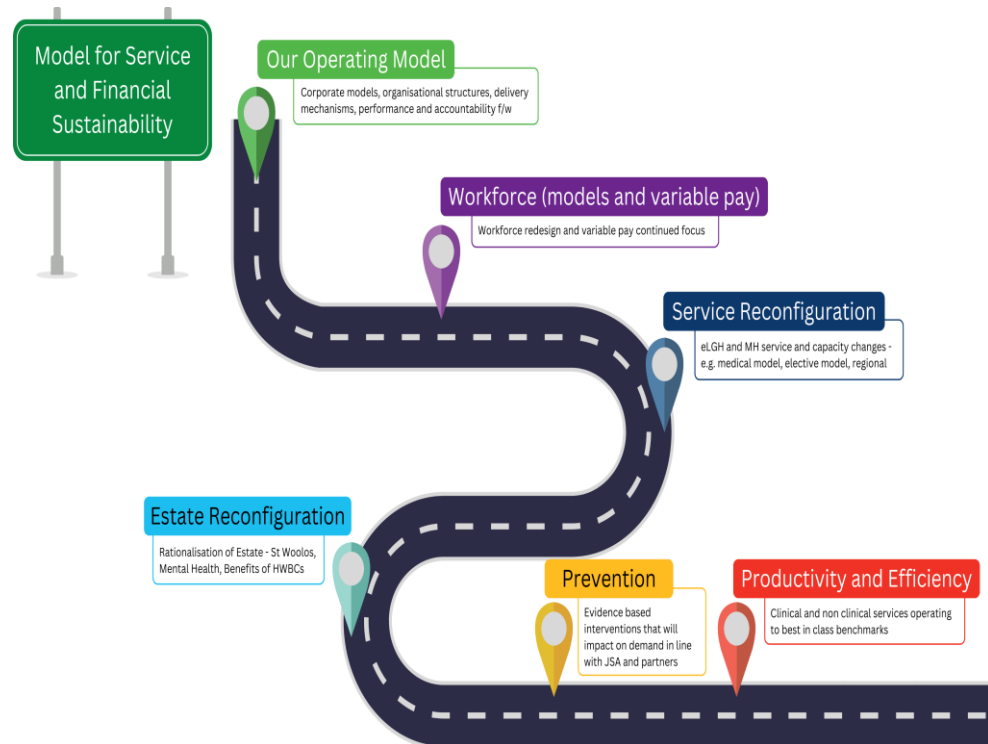 Model for Service
and Financial
Sustainability
Our Operating Model
Corporate models, organisational structures, delivery
mechanisms, performance and accountability f/w
Workforce (models and variable pay)
Workforce redesign and variable pay continued focus
Service Reconfiguration
eLGH and MH service and capacity changes -
e.g. medical model, elective model, regional
Estate Reconfiguration
Rationalisation of Estate - St Woolos,
Mental Health, Benefits of HWBCs
Prevention
Evidence based
interventions that will
impact on demand in line
with JSA and partners
Productivity and Efficiency
Clinical and non clinical services operating
to best in class benchmarks